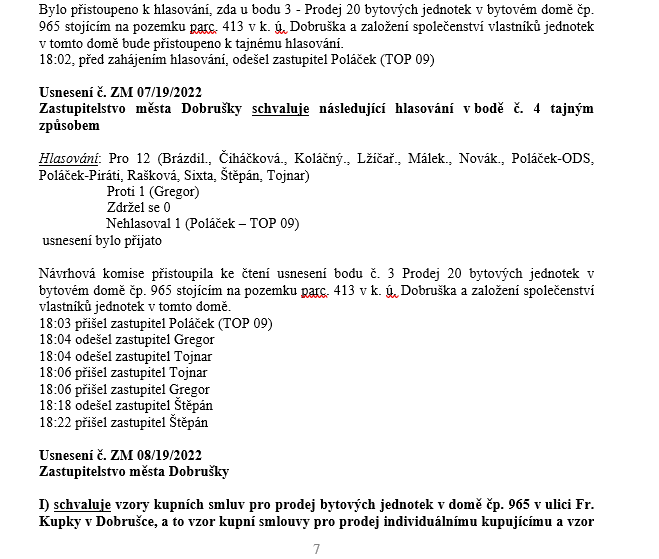 Bylo přistoupeno k hlasování, zda u bodu 3 - Prodej 20 bytových jednotek v bytovém domě čp.
965 stojícím na pozemku parc. 413 v k. ú. Dobruška a založení společenství vlastníků jednotek
v tomto domě bude přistoupeno k tajnému hlasování.
18:02, před zahájením hlasování, odešel zastupitel Poláček (TOP 09)
Usnesení č. ZM 07/19/2022
Zastupitelstvo města Dobrušky schvaluje následující hlasování v bodě č. 4 tajným
způsobem
Hlasování: Pro 12 (Brázdil., Čiháčková., Koláčný., Lžíčař., Málek., Novák., Poláček-ODS,
Poláček-Piráti, Rašková, Sixta, Štěpán, Tojnar)
Proti 1 (Gregor)
Zdržel se 0
Nehlasoval 1 (Poláček – TOP 09)
usnesení bylo přijato
Návrhová komise přistoupila ke čtení usnesení bodu č. 3 Prodej 20 bytových jednotek v
bytovém domě čp. 965 stojícím na pozemku parc. 413 v k. ú. Dobruška a založení společenství
vlastníků jednotek v tomto domě.
18:03 přišel zastupitel Poláček (TOP 09)
18:04 odešel zastupitel Gregor
18:04 odešel zastupitel Tojnar
18:06 přišel zastupitel Tojnar
18:06 přišel zastupitel Gregor
18:18 odešel zastupitel Štěpán
18:22 přišel zastupitel Štěpán
Usnesení č. ZM 08/19/2022
Zastupitelstvo města Dobrušky
I) schvaluje vzory kupních smluv pro prodej bytových jednotek v domě čp. 965 v ulici Fr.
Kupky v Dobrušce, a to vzor kupní smlouvy pro prodej individuálnímu kupujícímu a vzor
7